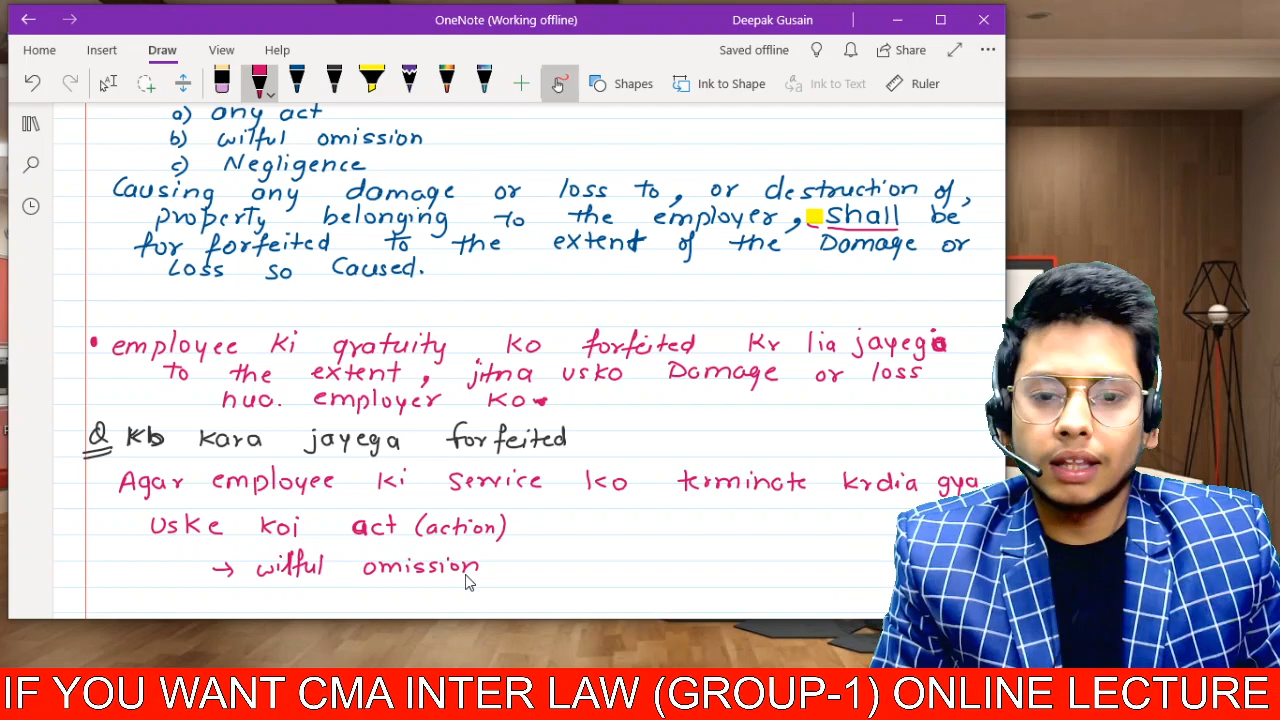 OneNote (Working offline)
Deepak Gusain
Home Insert Draw View Help
Saved offline
Share
Shapes
Ink to Shape
Ink to Text
Ruler
a) any act
b) wilful omission
c) Negligence
Causing any damage or loss to, or destruction of,
property belonging to the employer, shall be
for forfeited to the extent of the Damage or
Loss so Caused.
• employee ki gratuity ko forfeited kr lia jayega
to the extent, jitna usko Damage or loss
hua. employer ko.
Q Kb kara jayega forfeited
Agar employee ki service ko terminate krdia gya
uske koi act (action)
→ wilful omission
IF YOU WANT CMA INTER LAW (GROUP-1) ONLINE LECTURE